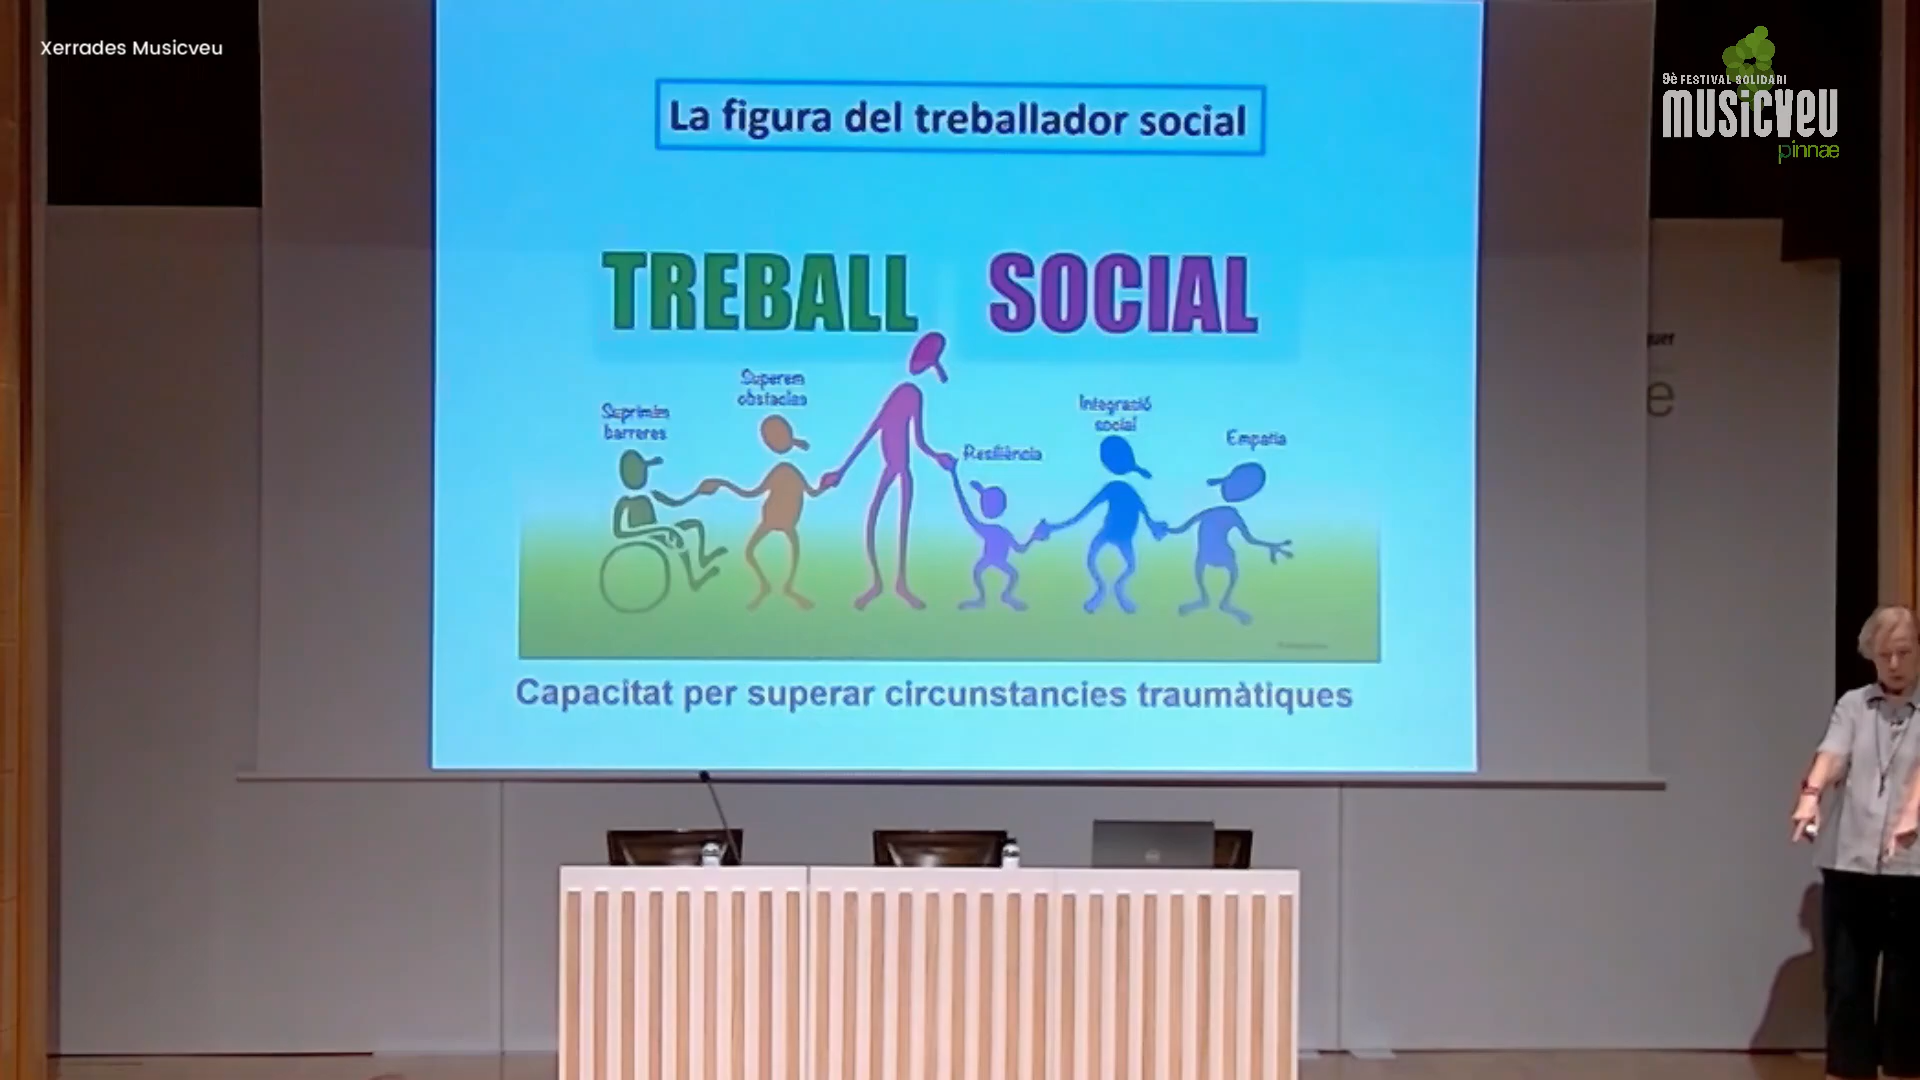 Xerrades Musicveu
9è FESTIVAL SOLIDARI
musicveu
pinnae
La figura del treballador social
TREBALL SOCIAL
Superem
obstacles
Suprimim
barreres
Resiliència
Integració
social
Empatia
Capacitat per superar circunstancies traumàtiques